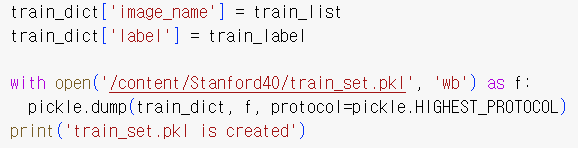 train_dict['image_name'] = train_list
train_dict['label'] = train_label

with open('/content/Stanford40/train_set.pkl', 'wb') as f:
  pickle.dump(train_dict, f, protocol=pickle.HIGHEST_PROTOCOL)
print('train_set.pkl is created')